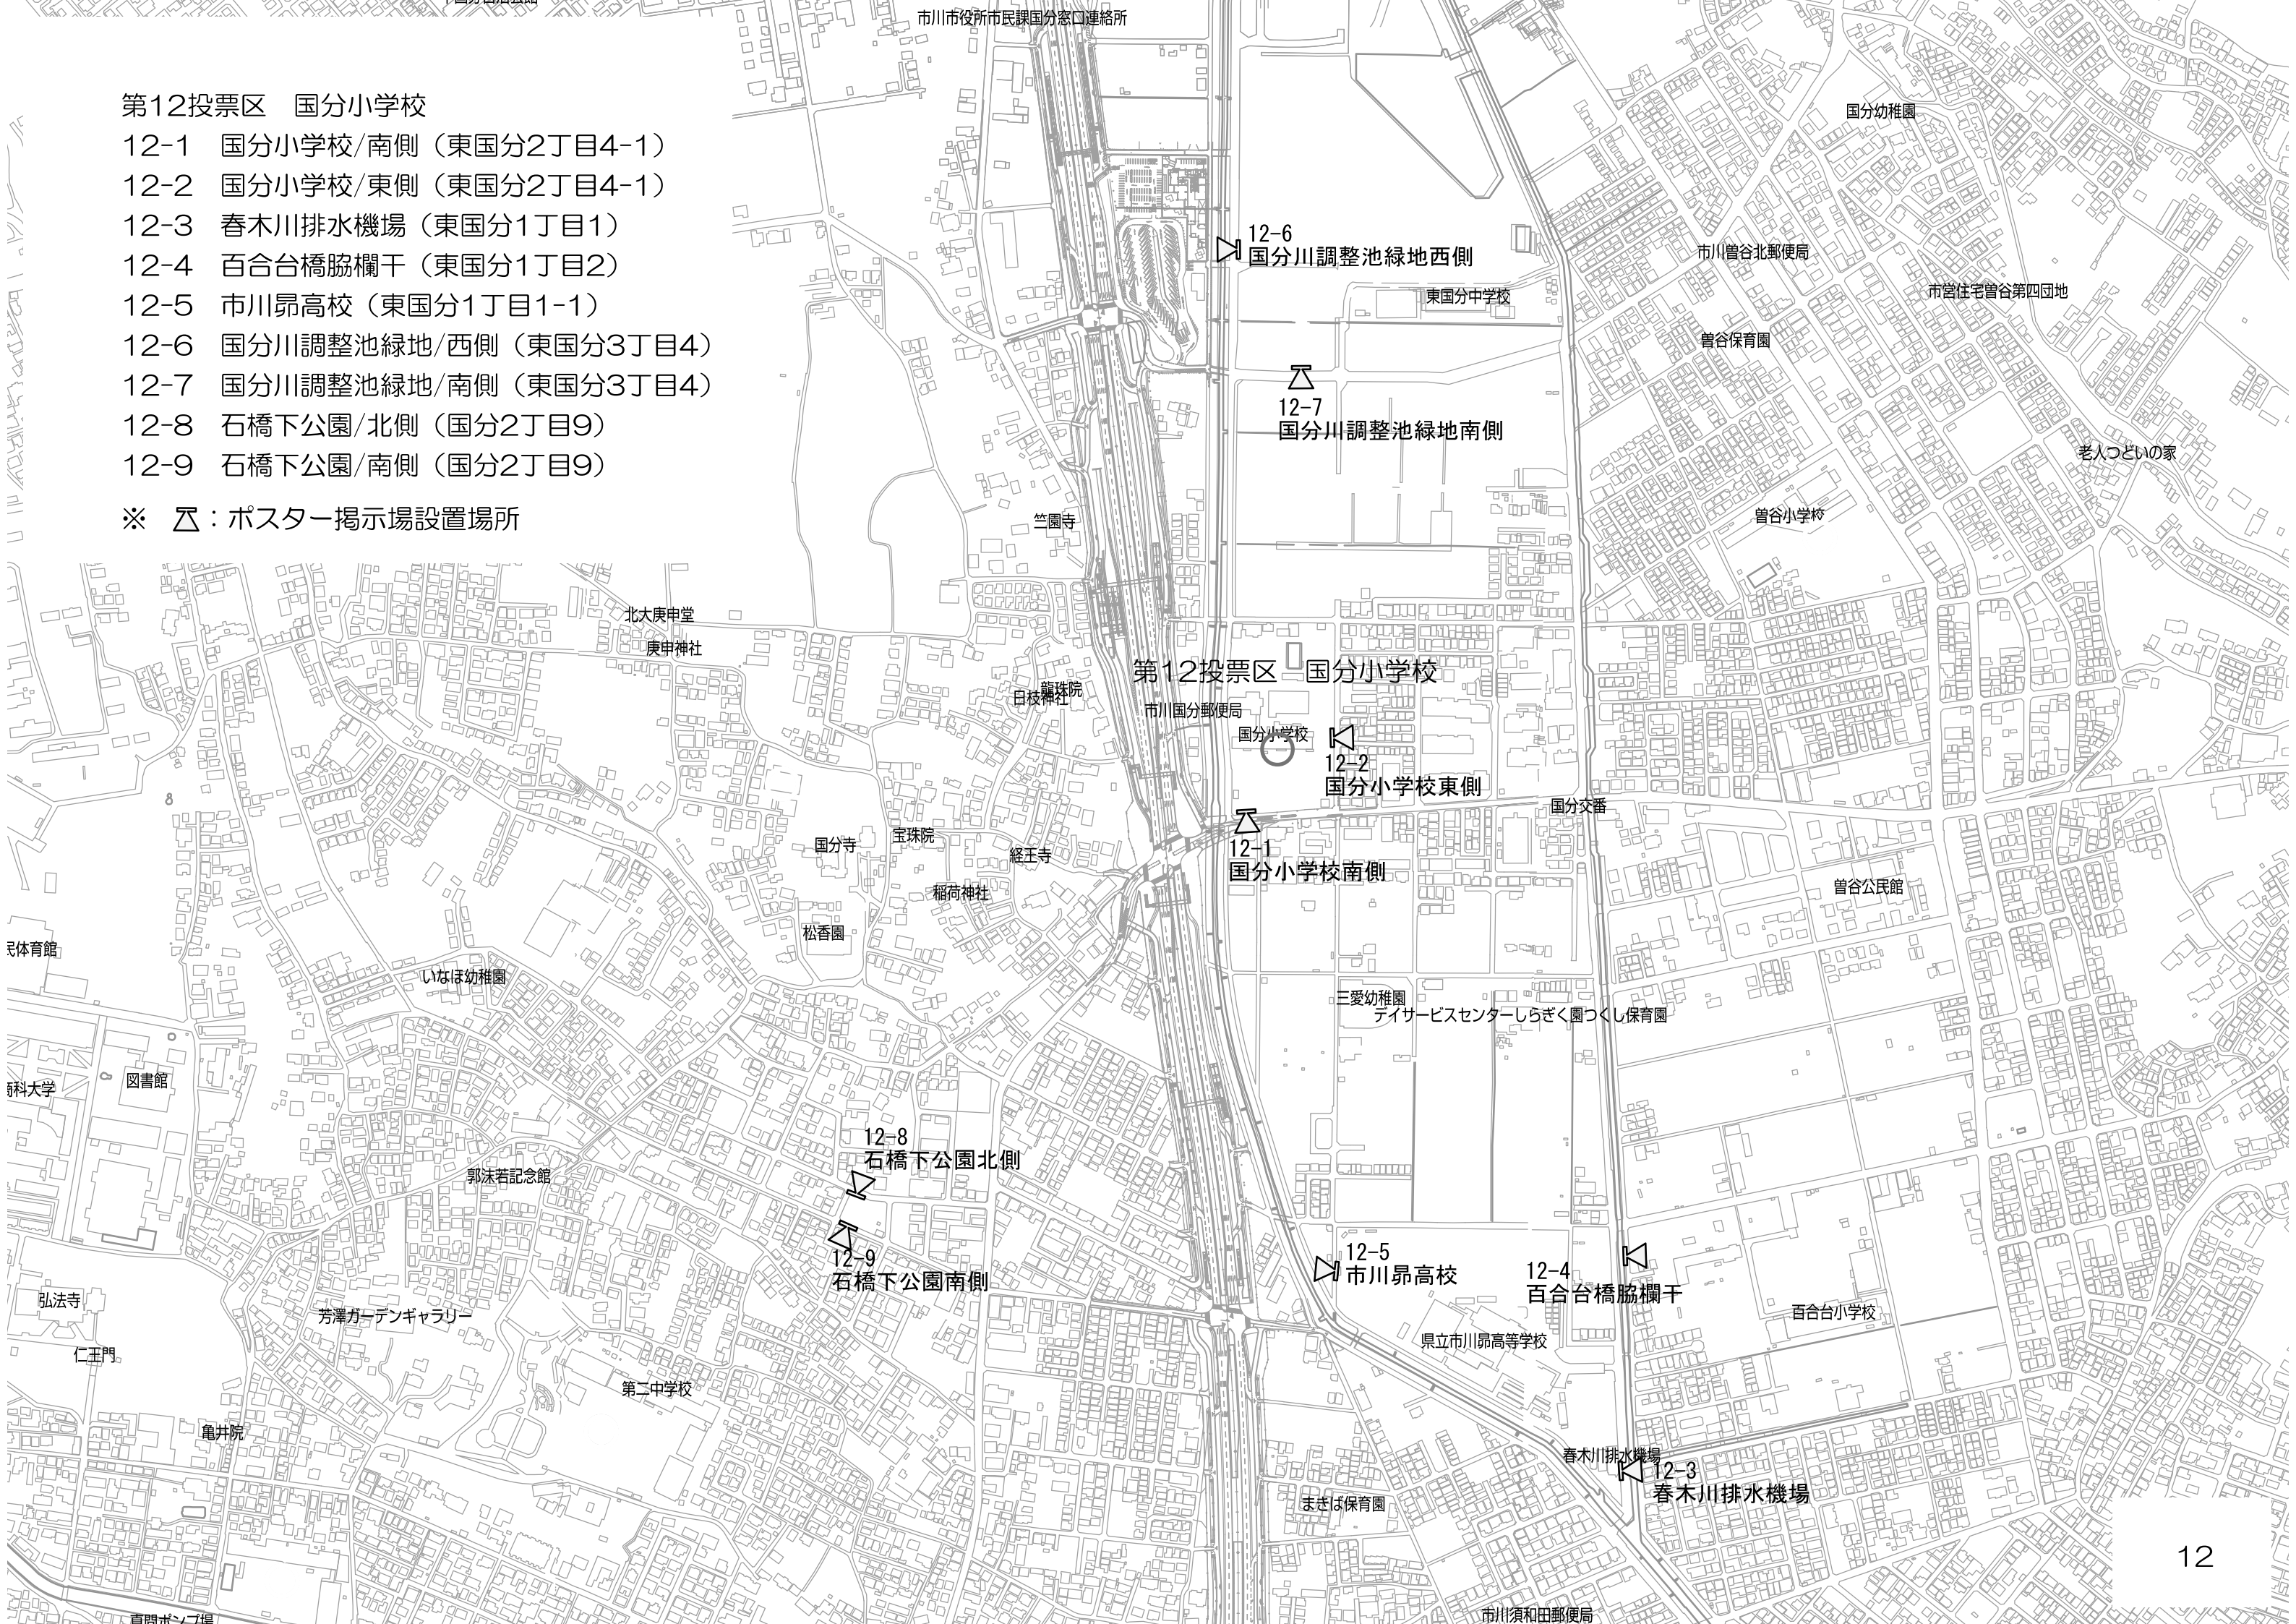 市川市役所市民課国分窓口連絡所
第12投票区　国分小学校
12-1　国分小学校/南側（東国分2丁目4-1）
12-2　国分小学校/東側（東国分2丁目4-1）
12-3　春木川排水機場（東国分1丁目1）
12-4　百合台橋脇欄干（東国分1丁目2）
12-5　市川昴高校（東国分1丁目1-1）
12-6　国分川調整池緑地/西側（東国分3丁目4）
12-7　国分川調整池緑地/南側（東国分3丁目4）
12-8　石橋下公園/北側（国分2丁目9）
12-9　石橋下公園/南側（国分2丁目9）
※　：ポスター掲示場設置場所
国分幼稚園
12-6
国分川調整池緑地西側
市川曽谷北郵便局
東国分中学校
市営住宅曽谷第四団地
曽谷保育園
12-7
国分川調整池緑地南側
老人つどいの家
竺園寺
曽谷小学校
北大庚申堂
庚申神社
第12投票区　国分小学校
龍珠院
日枝神社
市川国分郵便局
国分小学校
12-2
国分小学校東側
国分交番
12-1
国分小学校南側
国分寺
宝珠院
経王寺
稲荷神社
曽谷公民館
松香園
民体育館
いなほ幼稚園
三愛幼稚園
デイサービスセンターしらぎく園つくし保育園
図書館
商科大学
12-8
石橋下公園北側
郭沫若記念館
12-9
石橋下公園南側
12-5
市川昴高校
12-4
百合台橋脇欄干
弘法寺
芳澤ガーデンギャラリー
百合台小学校
県立市川昴高等学校
仁王門
第二中学校
亀井院
春木川排水機場
12-3
春木川排水機場
まきば保育園
12
市川須和田郵便局
真間ポンプ場